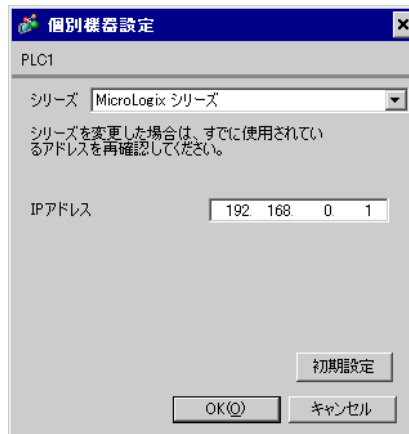 個別機器設定
PLC1
シリーズ MicroLogix シリーズ
シリーズを変更した場合は、すでに使用されてい
るアドレスを再確認してください。
IPアドレス 192. 168. 0. 1
初期設定
OK(O) キャンセル